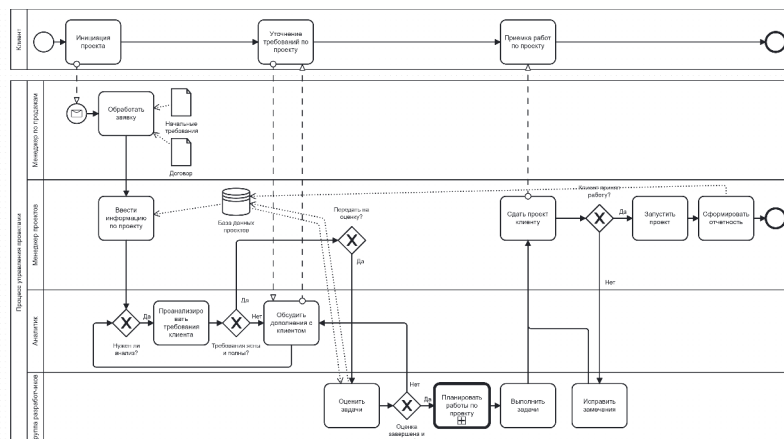 Клиент
Инициация
проекта
Уточнение
требований по
проекту
Приемка работ
по проекту
Процесс управления проектами
Менеджер по продажам
Обработать
заявку
Начальные
требования
Договор
Менеджер проектов
Ввести
информацию
по проекту
База данных
проектов
Передать на
оценку?
Да
Сдать проект
клиенту
Клиент принял
работу?
Да
Запустить
проект
Сформировать
отчетность
Нет
Аналитик
Нужен ли
анализ?
Да
Проанализиро
вать
требования
клиента
Требования ясны
и полны?
Да
Нет
Обсудить
дополнения с
клиентом
Группа разработчиков
Оценить
задачи
Нет
Да
Оценка
завершена и
Планировать
работы по
проекту
Выполнить
задачи
Исправить
замечания